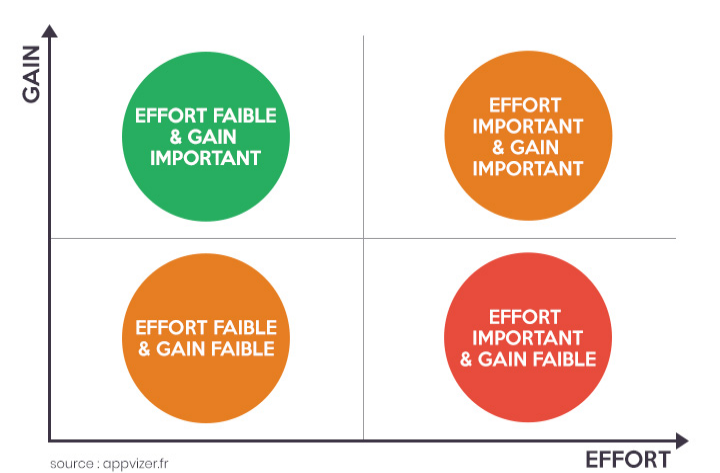 GAIN
EFFORT FAIBLE
& GAIN
IMPORTANT
EFFORT
IMPORTANT
& GAIN
IMPORTANT
EFFORT FAIBLE
& GAIN FAIBLE
EFFORT
IMPORTANT
& GAIN FAIBLE
source : appvizer.fr
EFFORT